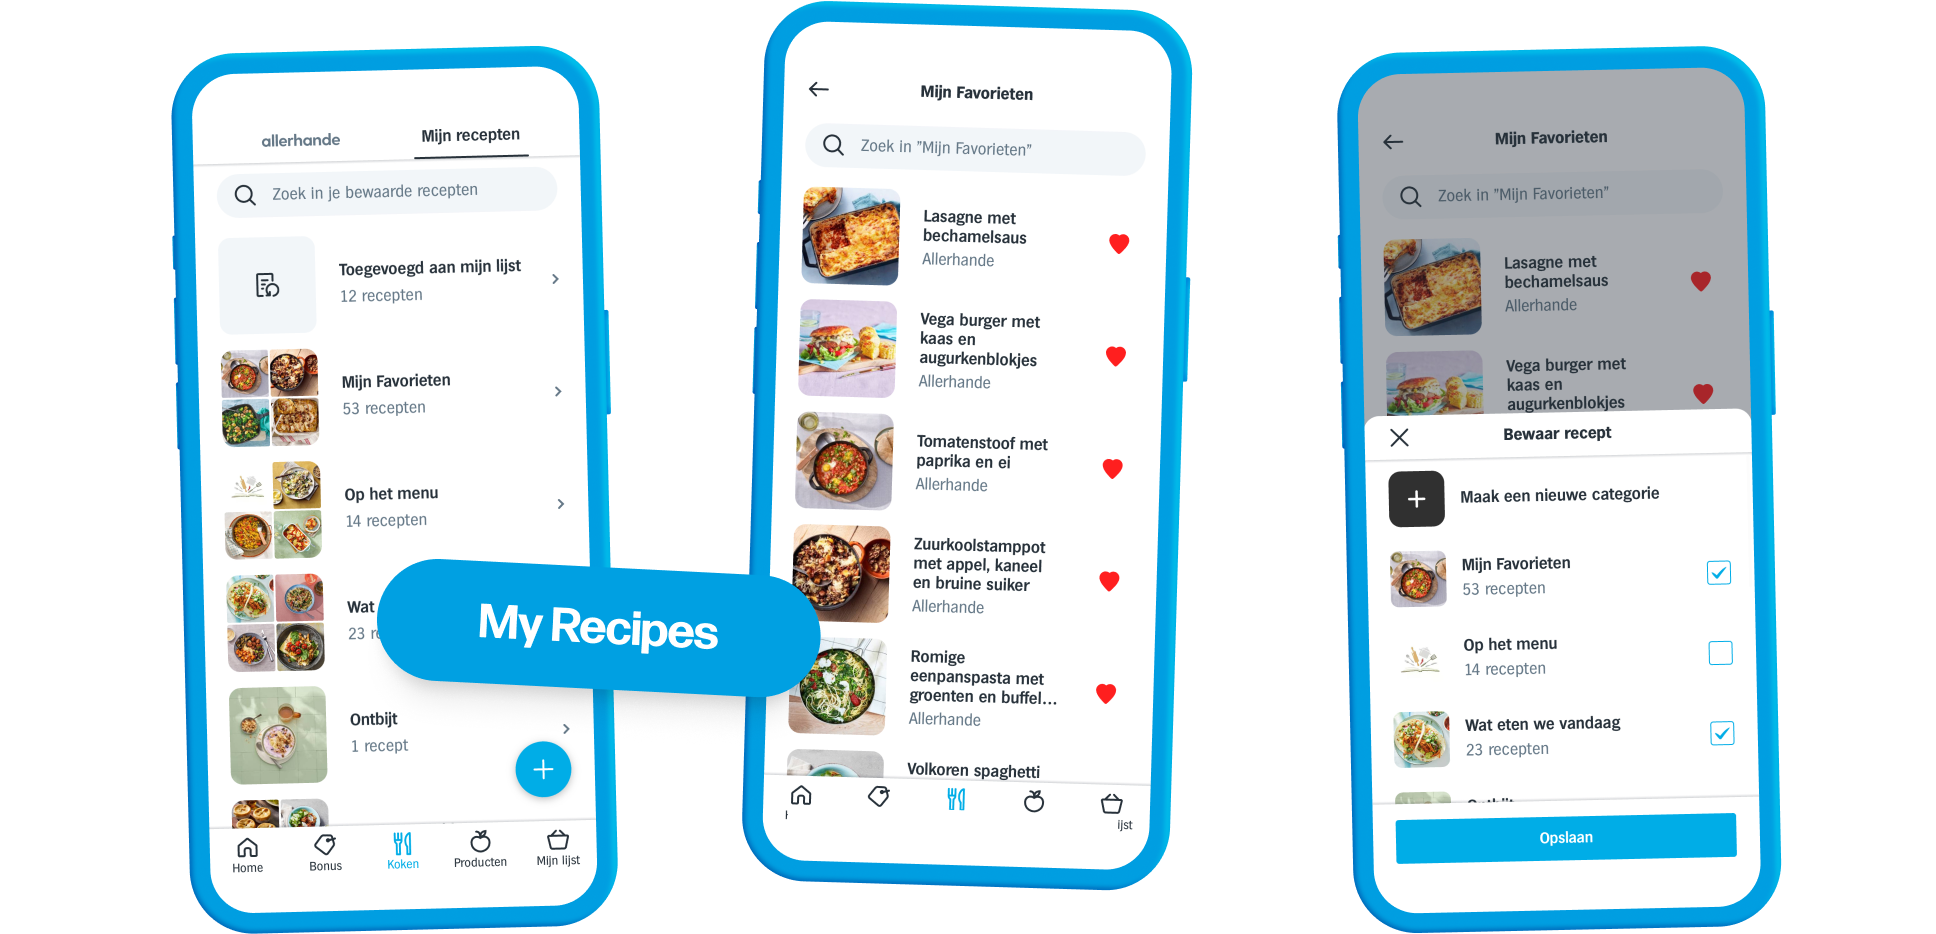 allerhande
Mijn recepten
Zoek in je bewaarde recepten
Toegevoegd aan mijn lijst
12 recepten
Mijn Favorieten
53 recepten
Op het menu
14 recepten
Wat
23 re
Ontbijt
1 recept
Home
Bonus
Koken
Producten
Mijn lijst
My Recipes
Mijn Favorieten
Zoek in "Mijn Favorieten"
Lasagne met
bechamelsaus
Allerhande
Vega burger met
kaas en
augurkenblokjes
Allerhande
Tomatenstoof met
paprika en ei
Allerhande
Zuurkoolstamppot
met appel, kaneel
en bruine suiker
Allerhande
Romige
eenpanspasta met
groenten en buffel...
Allerhande
Volkoren spaghetti
ijst
Mijn Favorieten
Zoek in "Mijn Favorieten"
Lasagne met
bechamelsaus
Allerhande
Vega burger met
kaas en
augurkenblokjes
Bewaar recept
Maak een nieuwe categorie
Mijn Favorieten
53 recepten
Op het menu
14 recepten
Wat eten we vandaag
23 recepten
Opslaan